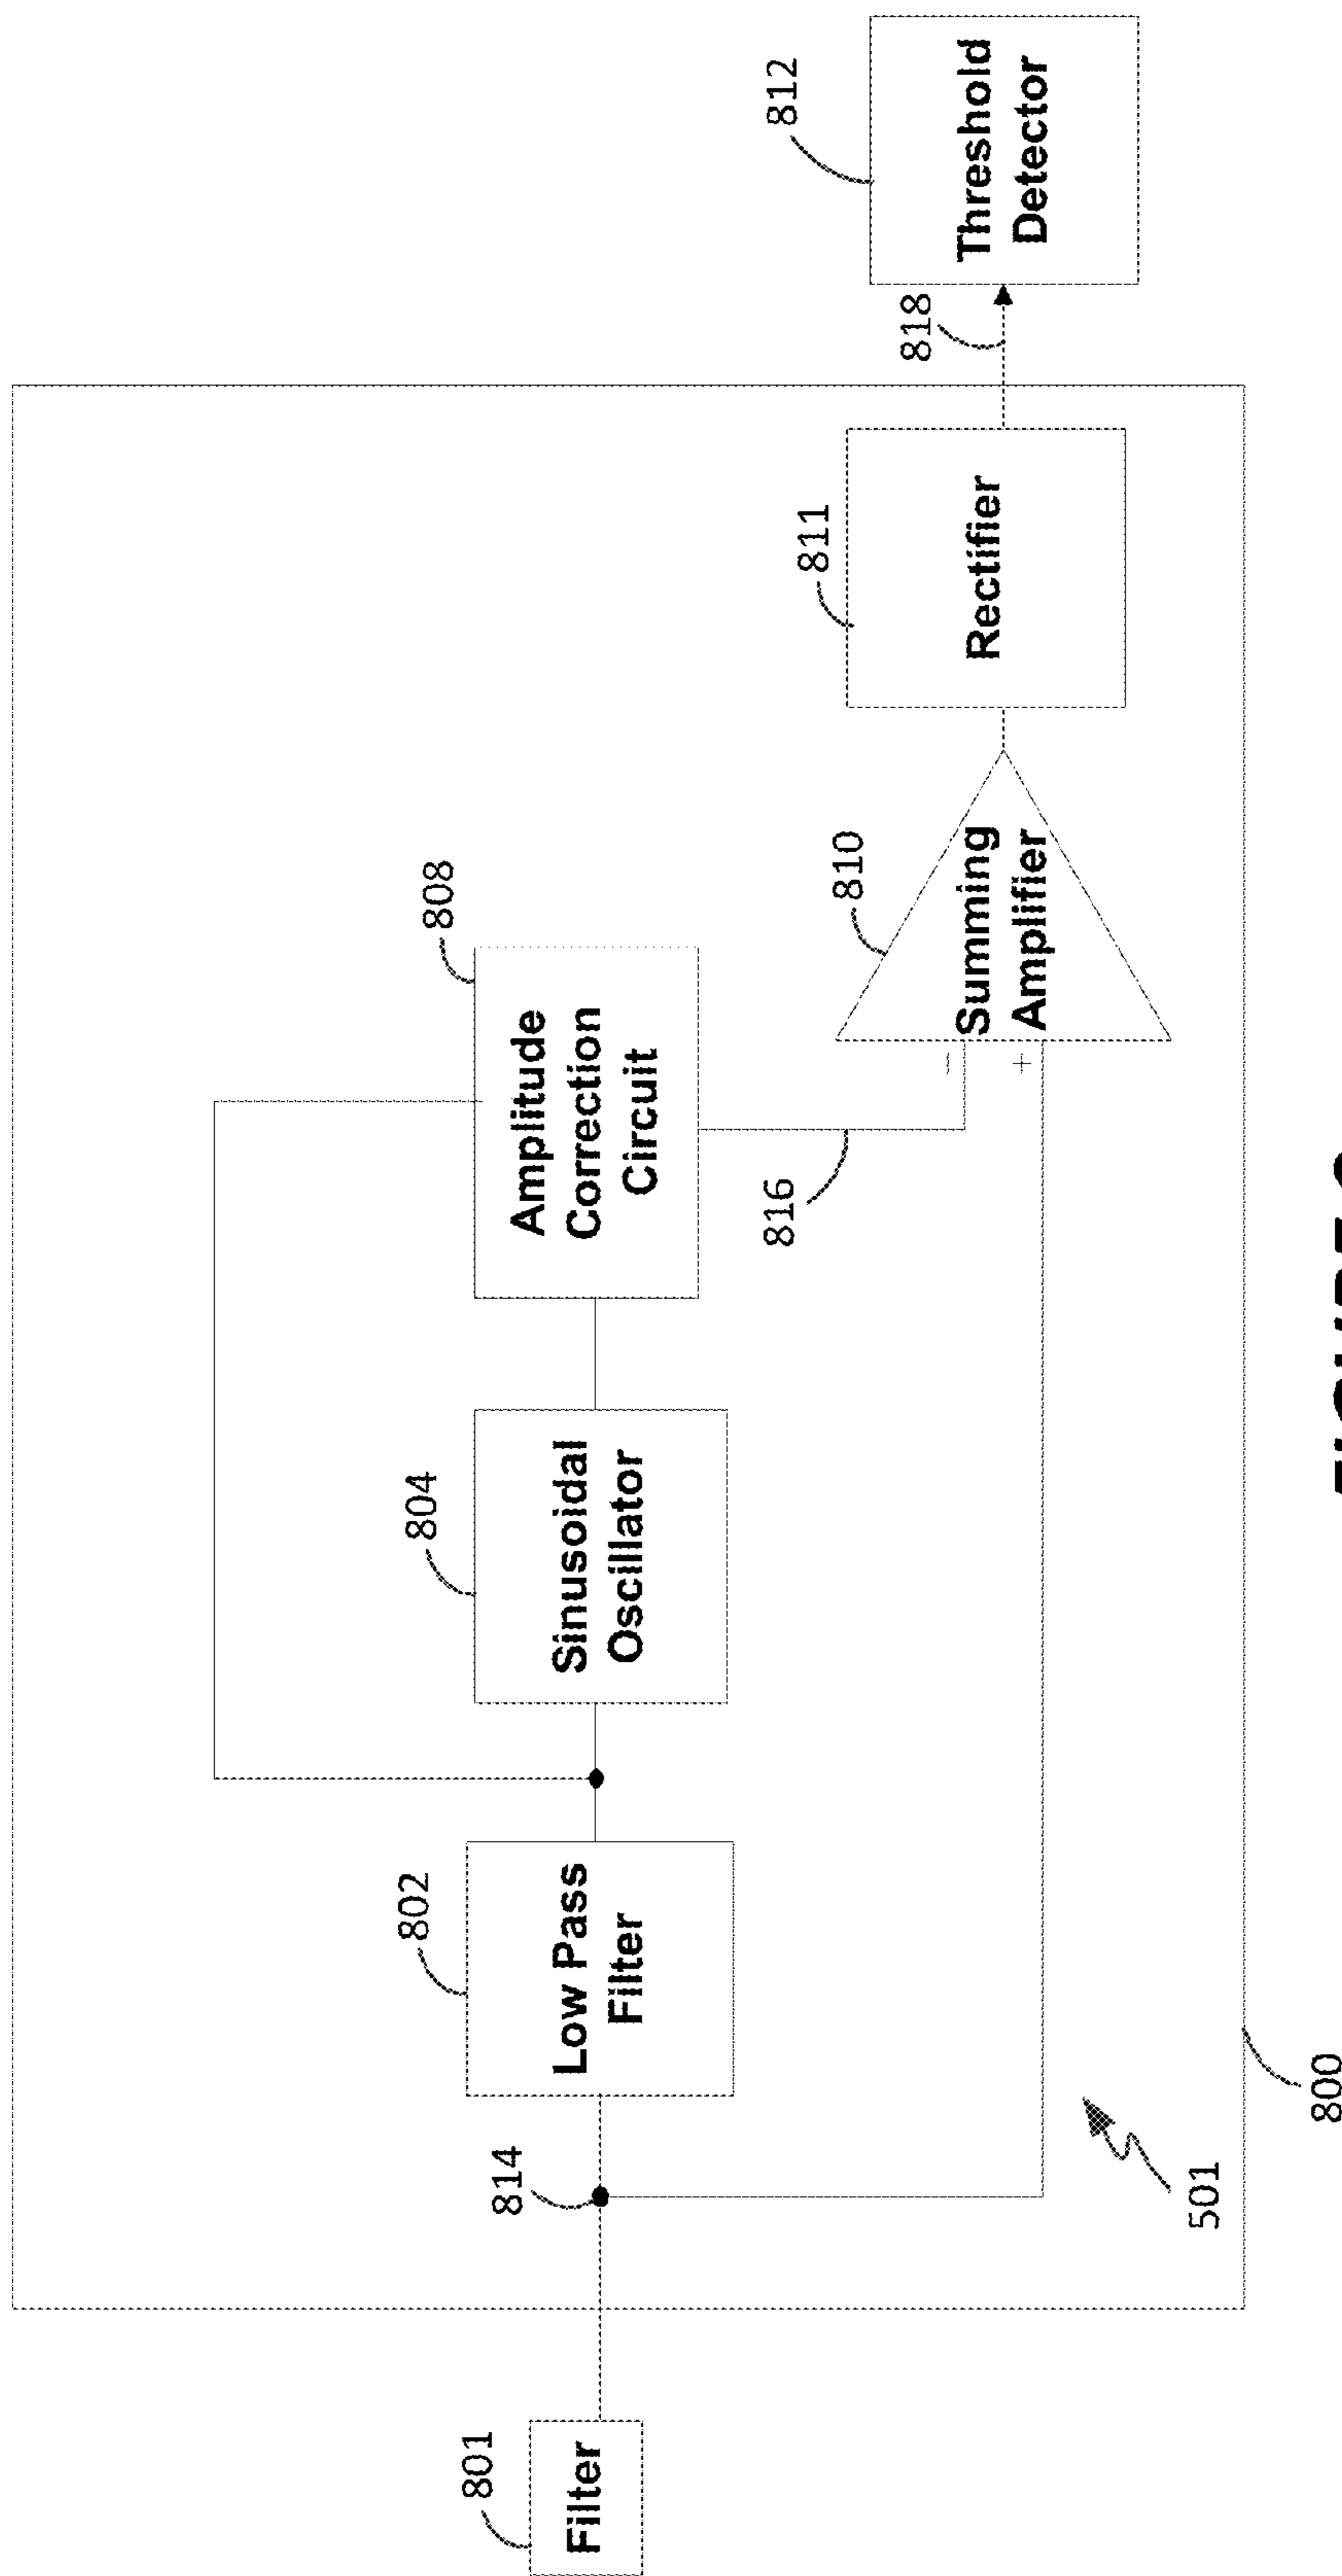 801
Filter
814
802
Low Pass
Filter
804
Sinusoidal
Oscillator
808
Amplitude
Correction
Circuit
816
−
+
810
Summing
Amplifier
811
Rectifier
818
812
Threshold
Detector
501
800